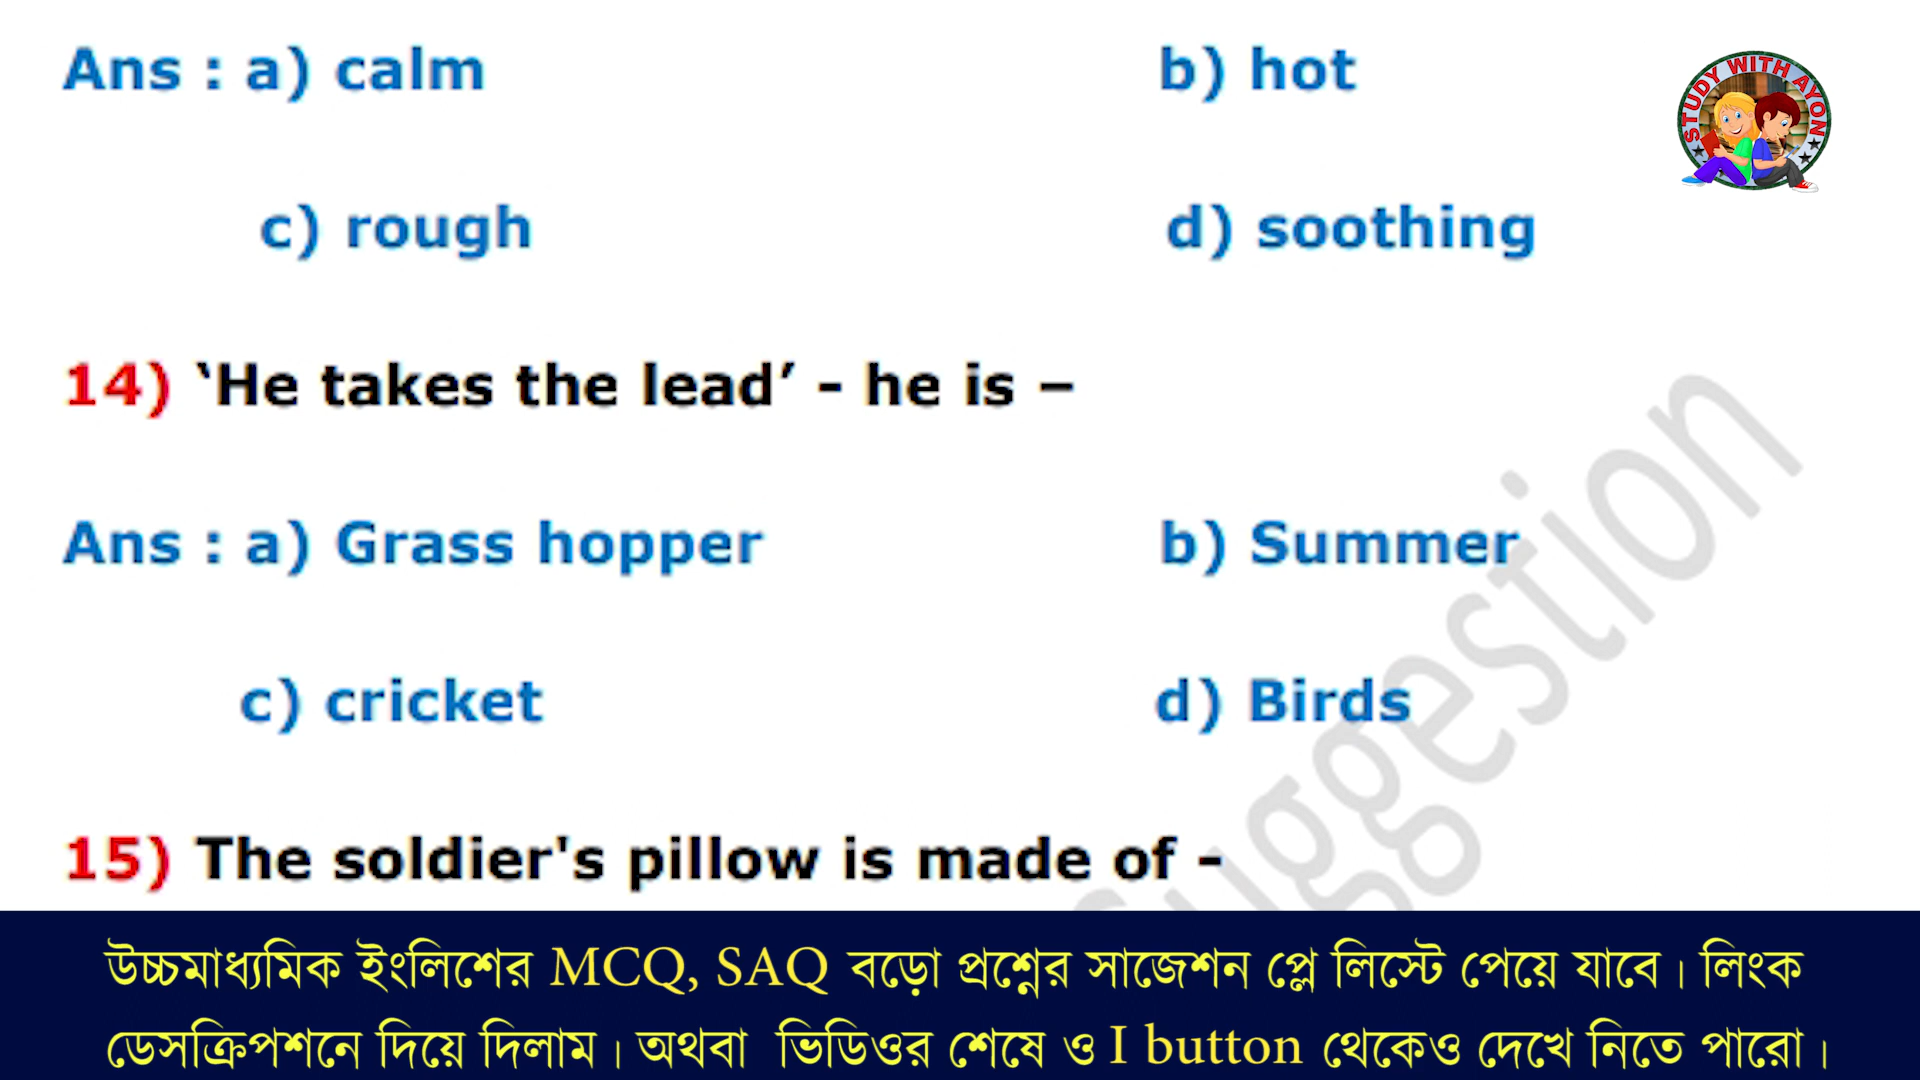 Ans : a) calm b) hot
STUDY WITH AYON
c) rough d) soothing
14) ‘He takes the lead’ - he is –
Ans : a) Grass hopper b) Summer
c) cricket d) Birds
15) The soldier's pillow is made of -
Suggestion
উচ্চমাধ্যমিক ইংলিশের MCQ, SAQ বড়ো প্রশ্নের সাজেশন প্লে লিস্টে পেয়ে যাবে। লিংক
ডেসক্রিপশনে দিয়ে দিলাম। অথবা ভিডিওর শেষে ও I button থেকেও দেখে নিতে পারো।